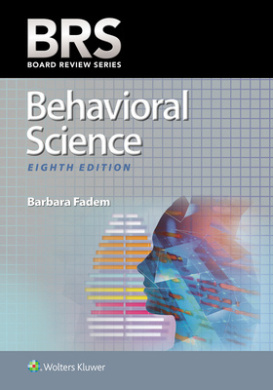 BRS
BOARD REVIEW SERIES
Behavioral
Science
EIGHTH EDITION
Barbara Fadem
Wolters Kluwer